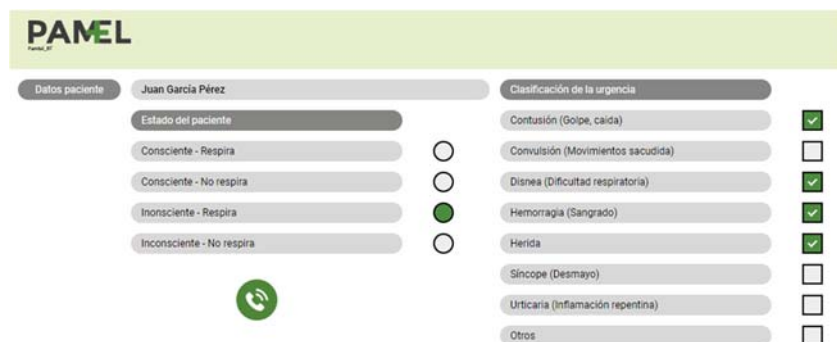 PAMEL
Datos paciente
Juan García Pérez
Estado del paciente
Consciente - Respira
Consciente - No respira
Inonsciente - Respira
Inconsciente - No respira
Clasificación de la urgencia
Contusión (Golpe, caida)
Convulsión (Movimientos sacudida)
Disnea (Dificultad respiratoria)
Hemorragia (Sangrado)
Herida
Síncope (Desmayo)
Urticaria (Inflamación repentina)
Otros